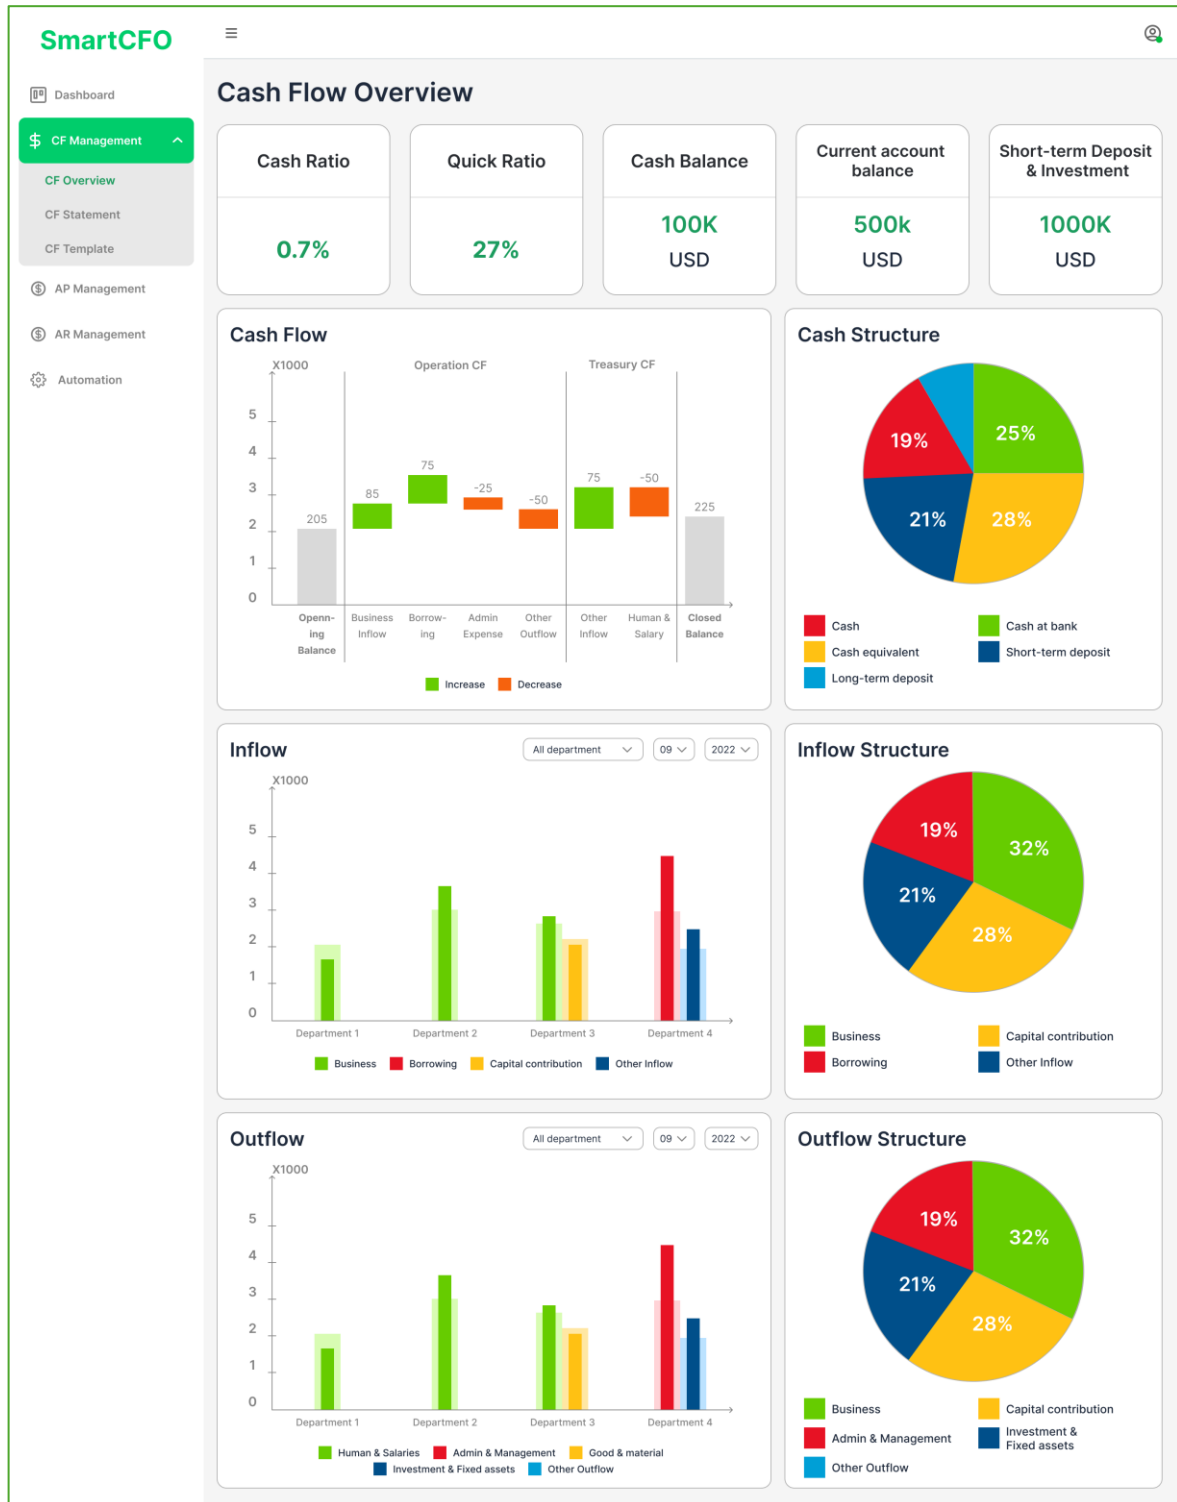 SmartCFO
Dashboard
CF Management
CF Overview
CF Statement
CF Template
AP Management
AR Management
Automation
Cash Flow Overview
Cash Ratio
0.7%
Quick Ratio
27%
Cash Balance
100K
USD
Current account
balance
500k
USD
Short-term Deposit
& Investment
1000K
USD
Cash Flow
X1000
Operation CF
Treasury CF
5
4
3
2
1
0
205
85
75
-25
-50
75
-50
225
Openn-
ing
Balance
Business
Inflow
Borrow-
ing
Admin
Expense
Other
Outflow
Other
Inflow
Human &
Salary
Closed
Balance
Increase
Decrease
Cash Structure
19%
25%
21%
28%
Cash
Cash at bank
Cash equivalent
Short-term deposit
Long-term deposit
Inflow
All department
09
2022
X1000
5
4
3
2
1
0
Department 1
Department 2
Department 3
Department 4
Business
Borrowing
Capital contribution
Other Inflow
Inflow Structure
19%
32%
21%
28%
Business
Capital contribution
Borrowing
Other Inflow
Outflow
All department
09
2022
X1000
5
4
3
2
1
0
Department 1
Department 2
Department 3
Department 4
Human & Salaries
Admin & Management
Good & material
Investment & Fixed assets
Other Outflow
Outflow Structure
19%
32%
21%
28%
Business
Capital contribution
Admin & Management
Investment &
Fixed assets
Other Outflow